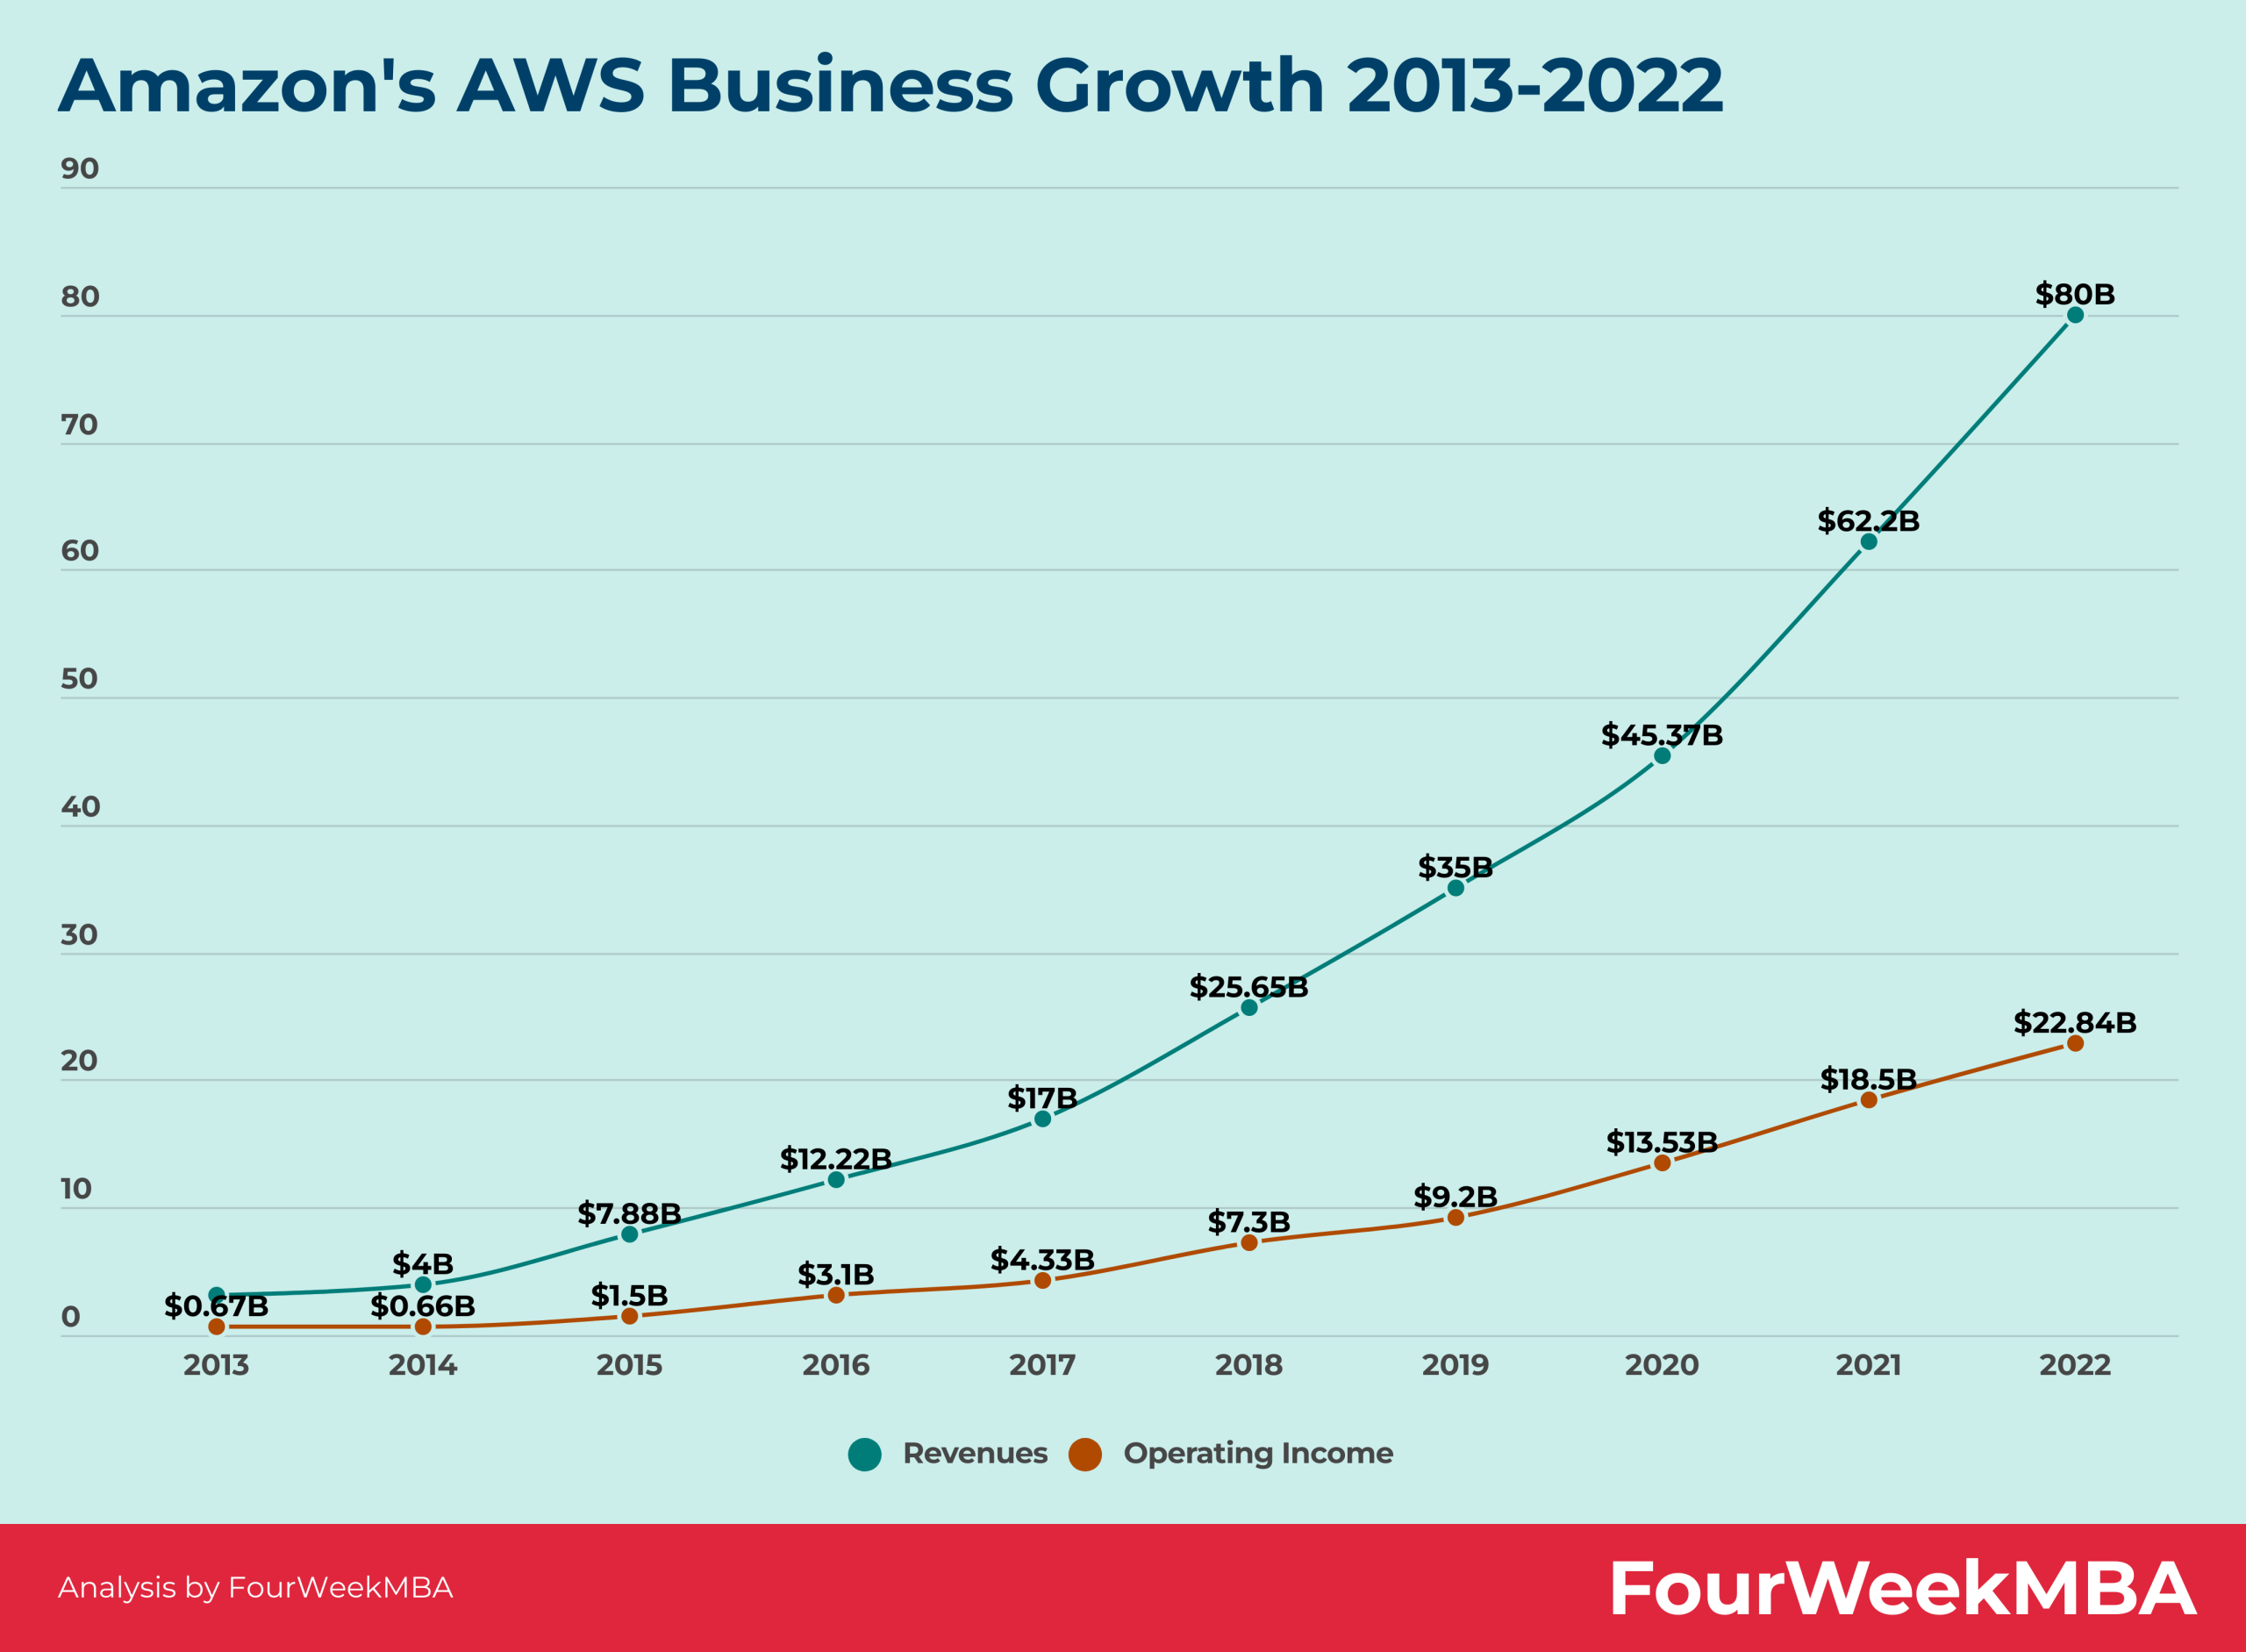 Amazon's AWS Business Growth 2013-2022
90
80
$80B
70
$62.2B
60
50
$45.37B
40
$35B
30
$25.65B
$22.84B
20
$18.5B
$17B
$13.53B
$12.22B
10
$9.2B
$7.88B
$7.3B
$4.33B
$4B
$3.1B
$1.5B
$0.67B
$0.66B
0
2013 2014 2015 2016 2017 2018 2019 2020 2021 2022
Revenues Operating Income
Analysis by FourWeekMBA
FourWeekMBA